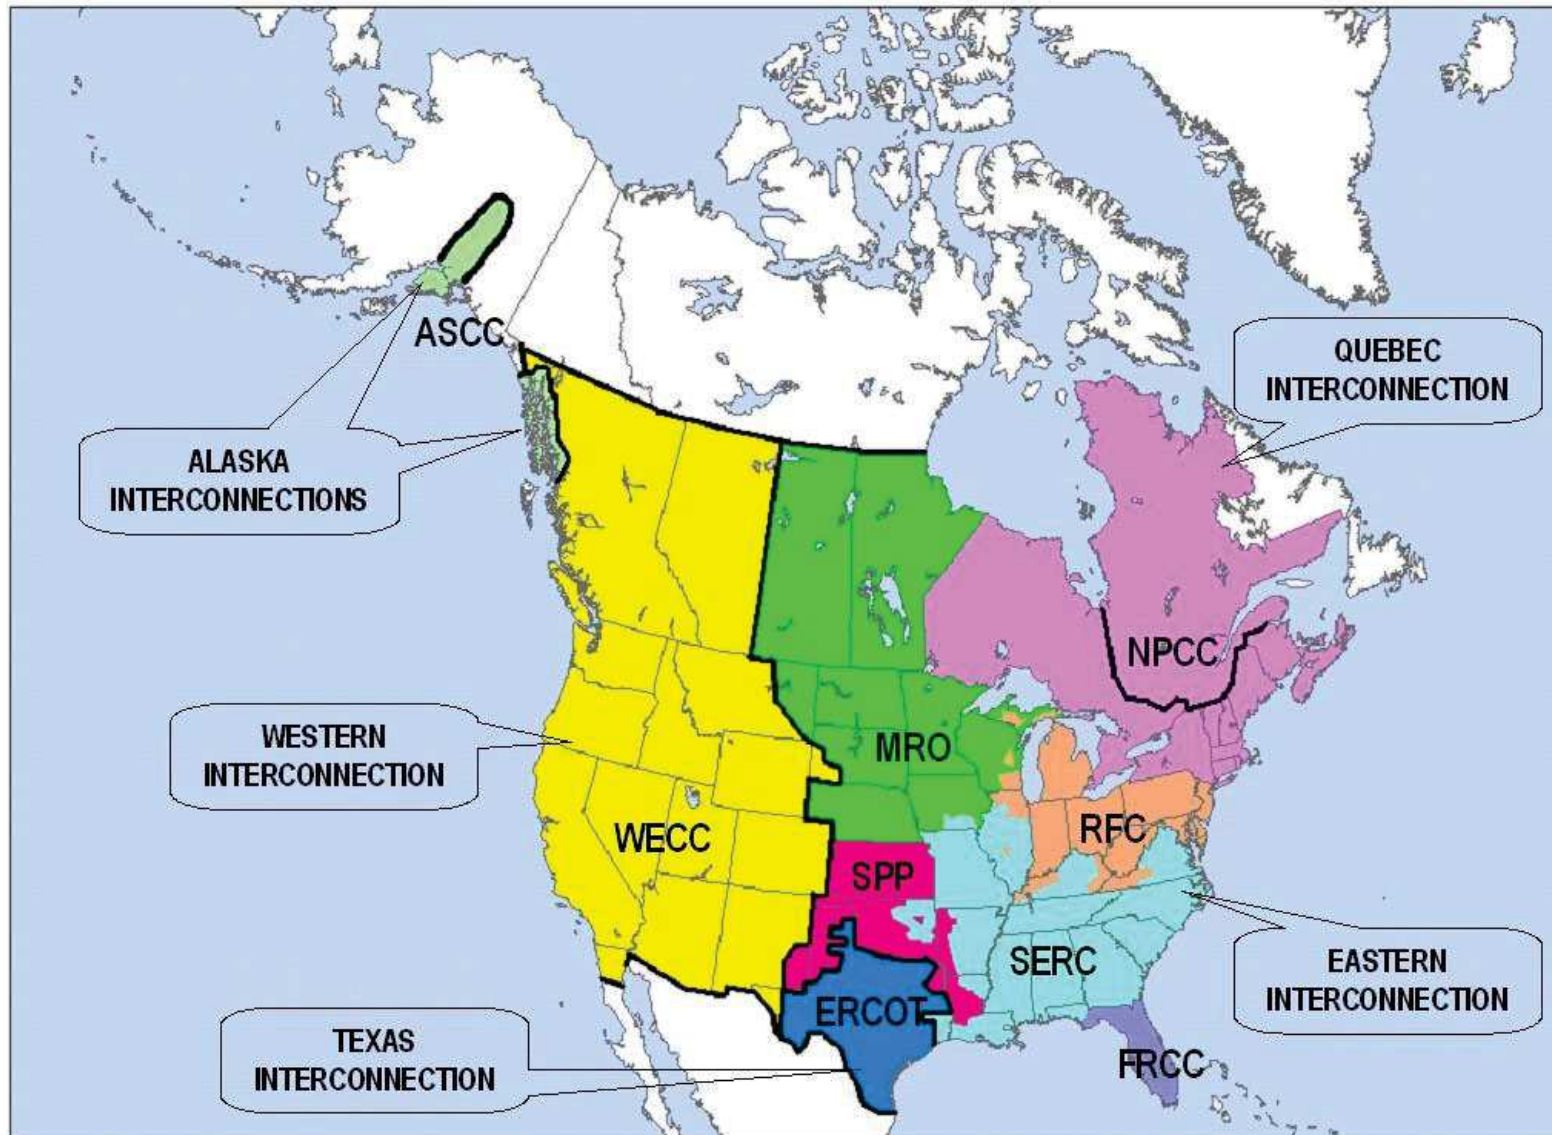 ASCC
QUEBEC
INTERCONNECTION
ALASKA
INTERCONNECTIONS
NPCC
WESTERN
INTERCONNECTION
MRO
WECC
RFC
SPP
SERC
EASTERN
INTERCONNECTION
ERCOT
TEXAS
INTERCONNECTION
FRCC